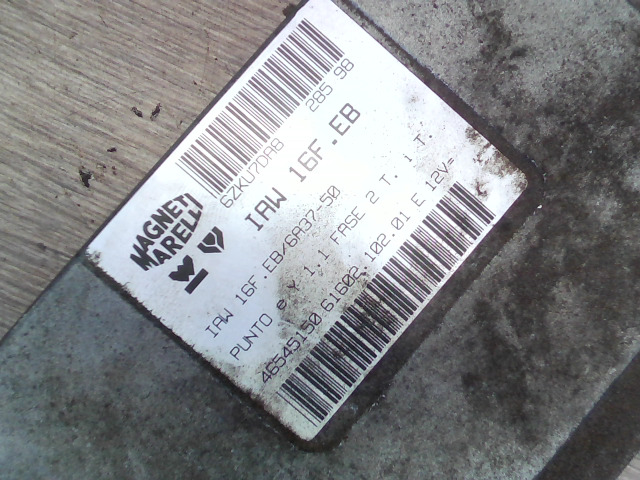 MAGNETI
MARELLI
6ZKU7DA8 285 98
IAW 16F.EB
IAW 16F.EB/6A37-50
PUNTO e Y 1.1 FASE 2 T. i T.
46545150 61602.102.01 E 12V=